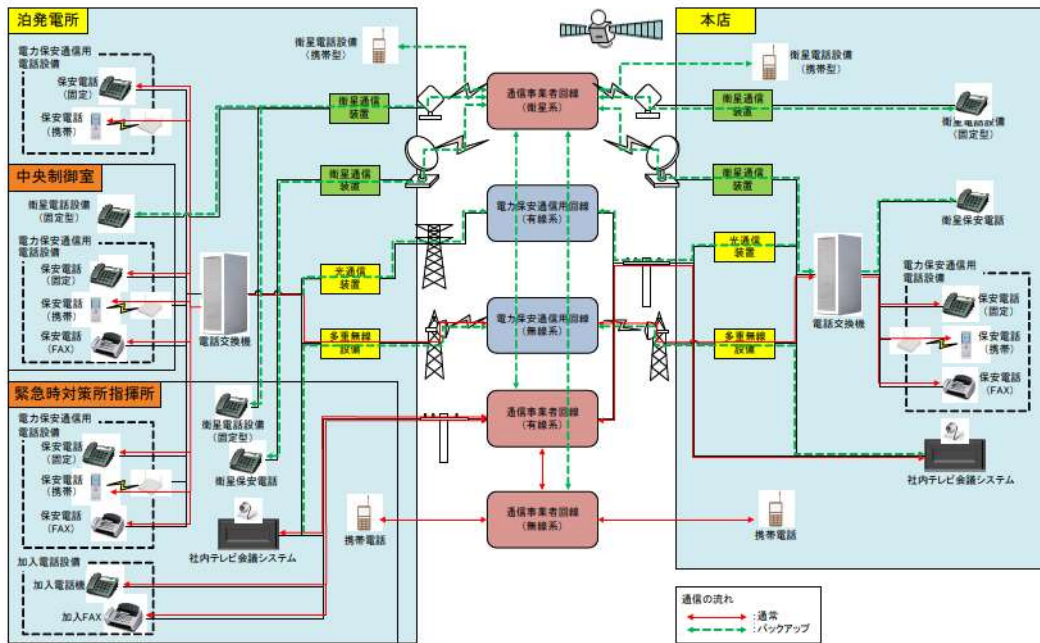 泊発電所
電力保安通信用
電話設備
保安電話
(固定)
保安電話
(携帯)
中央制御室
衛星電話設備
(固定型)
電力保安通信用
電話設備
保安電話
(固定)
保安電話
(携帯)
保安電話
(FAX)
電話交換機
緊急時対策所指揮所
電力保安通信用
電話設備
保安電話
(固定)
保安電話
(携帯)
保安電話
(FAX)
加入電話設備
加入電話機
加入FAX
衛星電話設備
(携帯型)
衛星通信
装置
衛星通信
装置
光通信
装置
多重無線
設備
衛星電話設備
(固定型)
衛星保安電話
社内テレビ会議システム
携帯電話
通信事業者回線
(衛星系)
電力保安通信用回線
(有線系)
電力保安通信用回線
(無線系)
通信事業者回線
(有線系)
通信事業者回線
(無線系)
本店
衛星電話設備
(携帯型)
衛星通信
装置
衛星電話設備
(固定型)
衛星通信
装置
衛星保安電話
光通信
装置
多重無線
設備
電話交換機
電力保安通信用
電話設備
保安電話
(固定)
保安電話
(携帯)
保安電話
(FAX)
社内テレビ会議システム
携帯電話
通信の流れ
:通常
:バックアップ